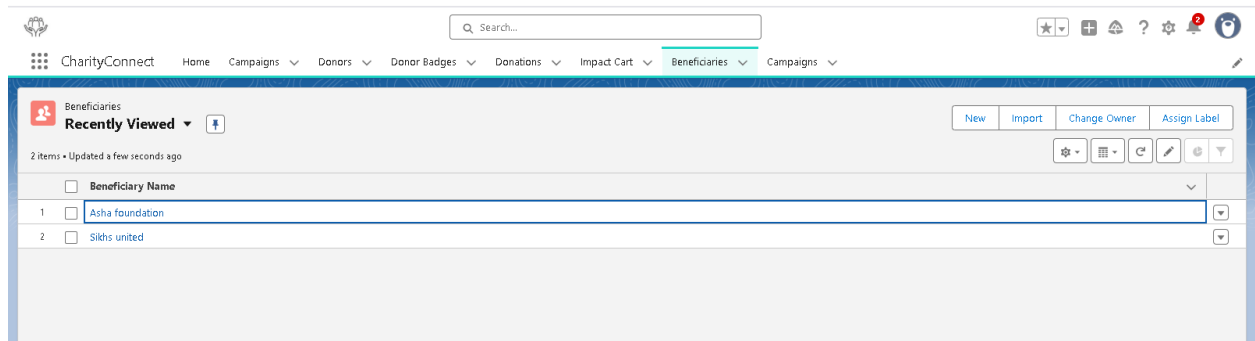 Search...
2
CharityConnect Home Campaigns Donors Donor Badges Donations Impact Cart Beneficiaries Campaigns
Beneficiaries
Recently Viewed
New Import Change Owner Assign Label
2 items • Updated a few seconds ago
Beneficiary Name
1 Asha foundation
2 Sikhs united